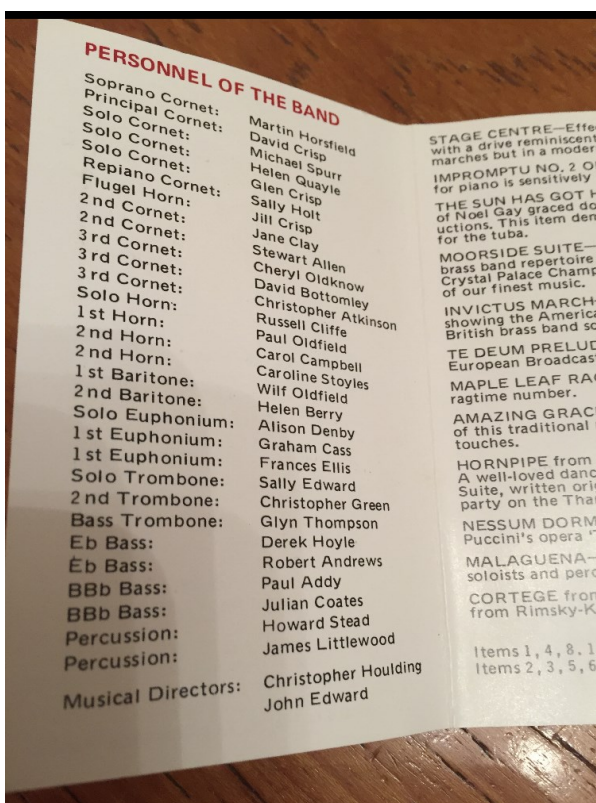 PERSONNEL OF THE BAND
Soprano Cornet: Martin Horsfield
Principal Cornet: David Crisp
Solo Cornet: Michael Spurr
Solo Cornet: Helen Quayle
Solo Cornet: Glen Crisp
Repiano Cornet: Sally Holt
Flugel Horn: Jill Crisp
2nd Cornet: Jane Clay
2nd Cornet: Stewart Allen
3rd Cornet: Cheryl Oldknow
3rd Cornet: David Bottomley
3rd Cornet: Christopher Atkinson
Solo Horn: Russell Cliffe
1st Horn: Paul Oldfield
2nd Horn: Carol Campbell
2nd Horn: Caroline Stoyles
1st Baritone: Wilf Oldfield
2nd Baritone: Helen Berry
Solo Euphonium: Alison Denby
1st Euphonium: Graham Cass
1st Euphonium: Frances Ellis
Solo Trombone: Sally Edward
2nd Trombone: Christopher Green
Bass Trombone: Glyn Thompson
Eb Bass: Derek Hoyle
Eb Bass: Robert Andrews
BBb Bass: Paul Addy
BBb Bass: Julian Coates
Percussion: Howard Stead
Percussion: James Littlewood
Musical Directors: Christopher Houlding
John Edward
STAGE CENTRE—Effe
with a drive reminiscent
marches but in a moder
IMPROMPTU NO. 2 O
for piano is sensitively
THE SUN HAS GOT H
of Noel Gay graced do
uctions. This item den
for the tuba.
MOORSIDE SUITE—
brass band repertoire
Crystal Palace Champ
of our finest music.
INVICTUS MARCH
showing the America
British brass band so
TE DEUM PRELUD
European Broadcas
MAPLE LEAF RAG
ragtime number.
AMAZING GRAC
of this traditional
touches.
HORNPIPE from
A well-loved danc
Suite, written orig
party on the Tha
NESSUM DORM
Puccini's opera 'T
MALAGUENA—
soloists and perc
CORTEGE from
from Rimsky-K
Items 1, 4, 8. 1
Items 2, 3, 5, 6